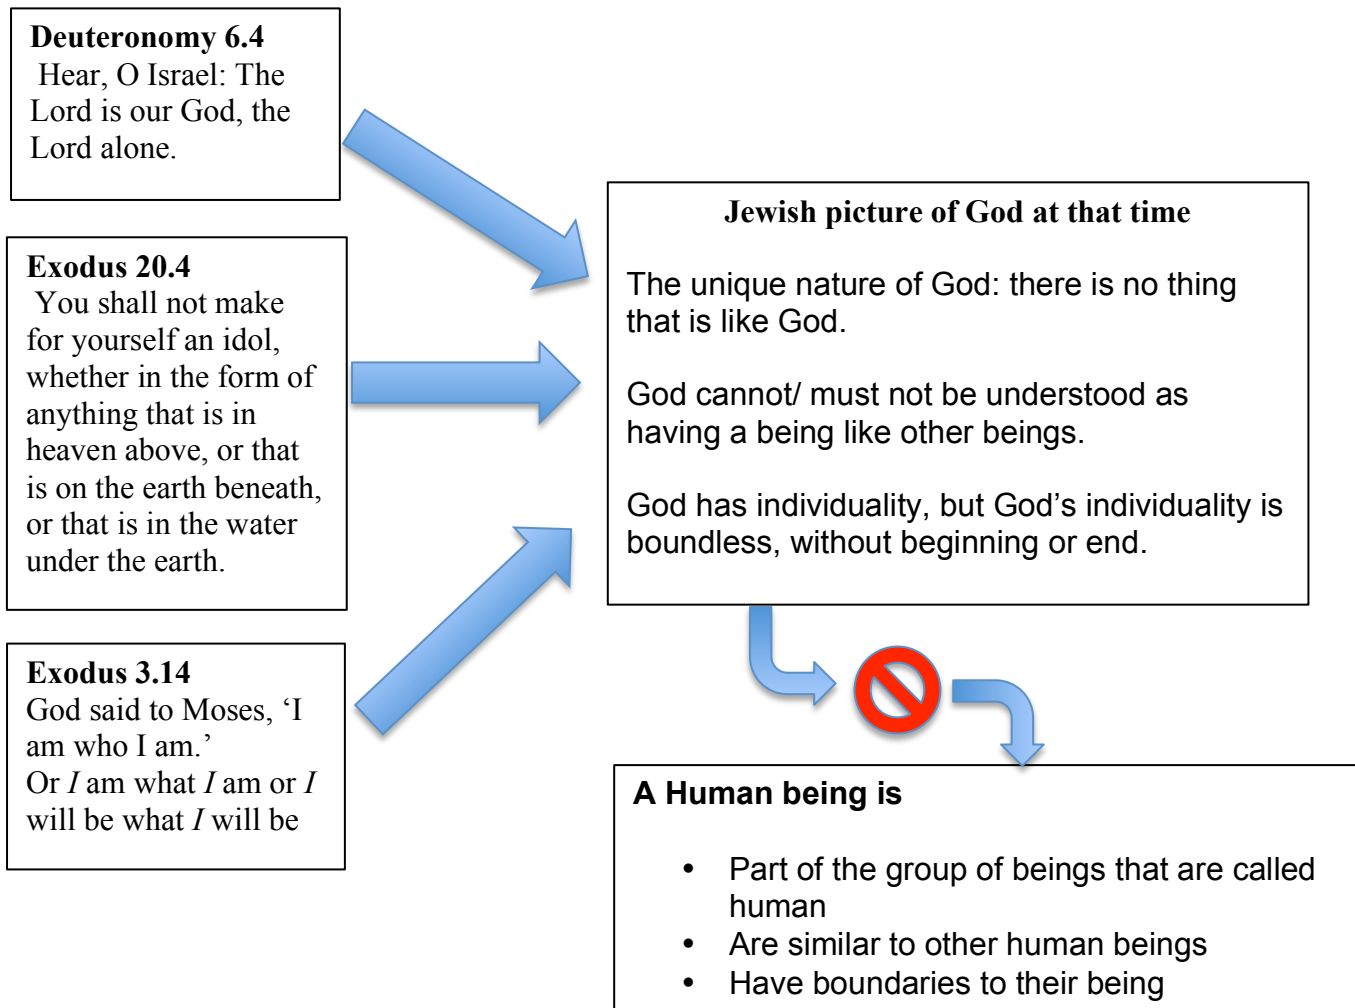 Deuteronomy 6.4
Hear, O Israel: The
Lord is our God, the
Lord alone.
Exodus 20.4
You shall not make
for yourself an idol,
whether in the form of
anything that is in
heaven above, or that
is on the earth beneath,
or that is in the water
under the earth.
Exodus 3.14
God said to Moses, ‘I
am who I am.’
Or I am what I am or I
will be what I will be
Jewish picture of God at that time
The unique nature of God: there is no thing
that is like God.
God cannot/ must not be understood as
having a being like other beings.
God has individuality, but God’s individuality is
boundless, without beginning or end.
A Human being is
• Part of the group of beings that are called
human
• Are similar to other human beings
• Have boundaries to their being